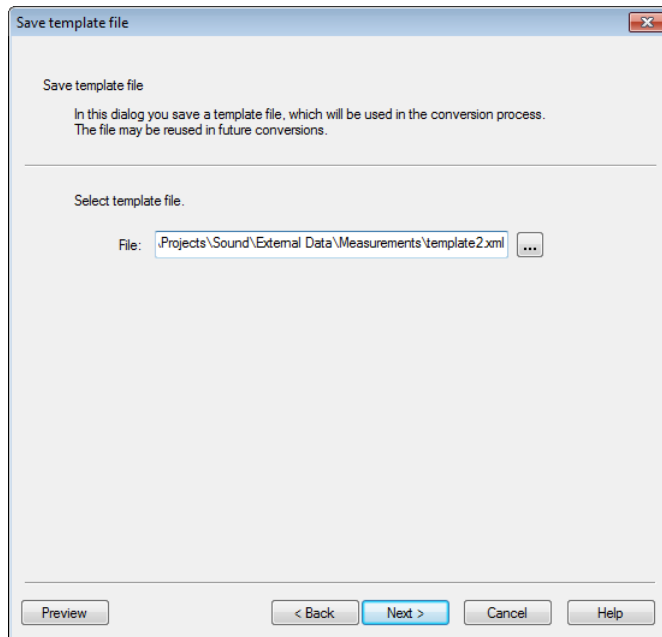 Save template file
Save template file
In this dialog you save a template file, which will be used in the conversion process.
The file may be reused in future conversions.
Select template file.
File: \Projects\Sound\External Data\Measurements\template2.xml ...
Preview < Back Next > Cancel Help